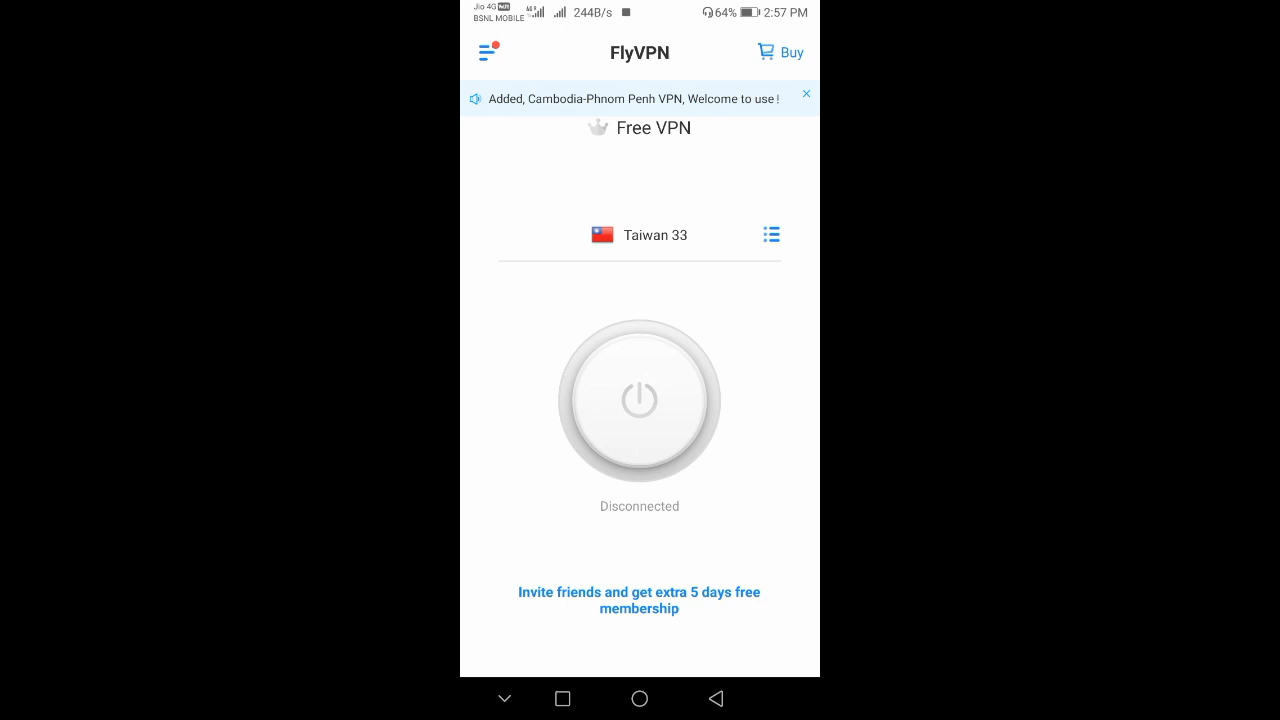 Jio 4G VoLTE
BSNL MOBILE
244B/s
64%
2:57 PM
FlyVPN
Buy
Added, Cambodia-Phnom Penh VPN, Welcome to use !
Free VPN
Taiwan 33
Disconnected
Invite friends and get extra 5 days free
membership